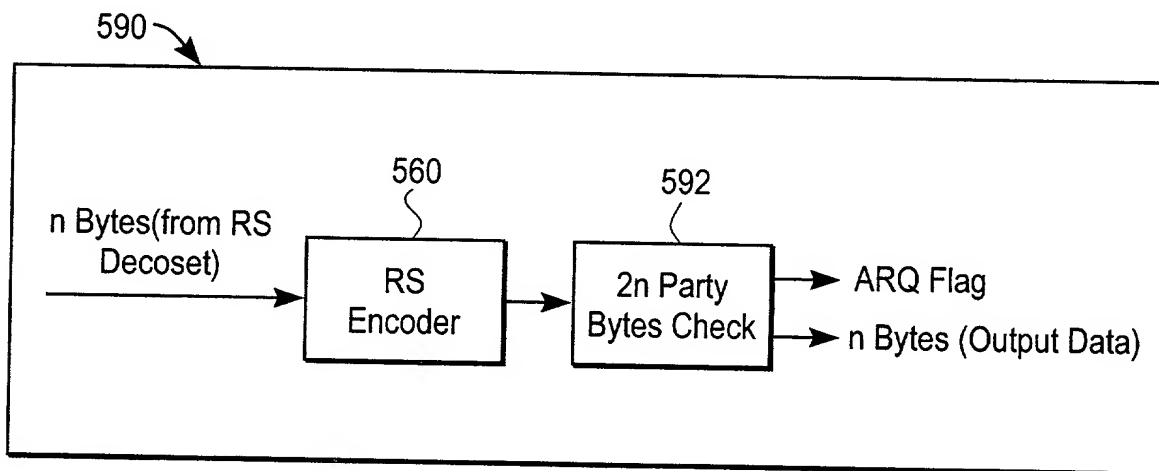 590
560
592
n Bytes(from RS
Decoset)
RS
Encoder
2n Party
Bytes Check
ARQ Flag
n Bytes (Output Data)